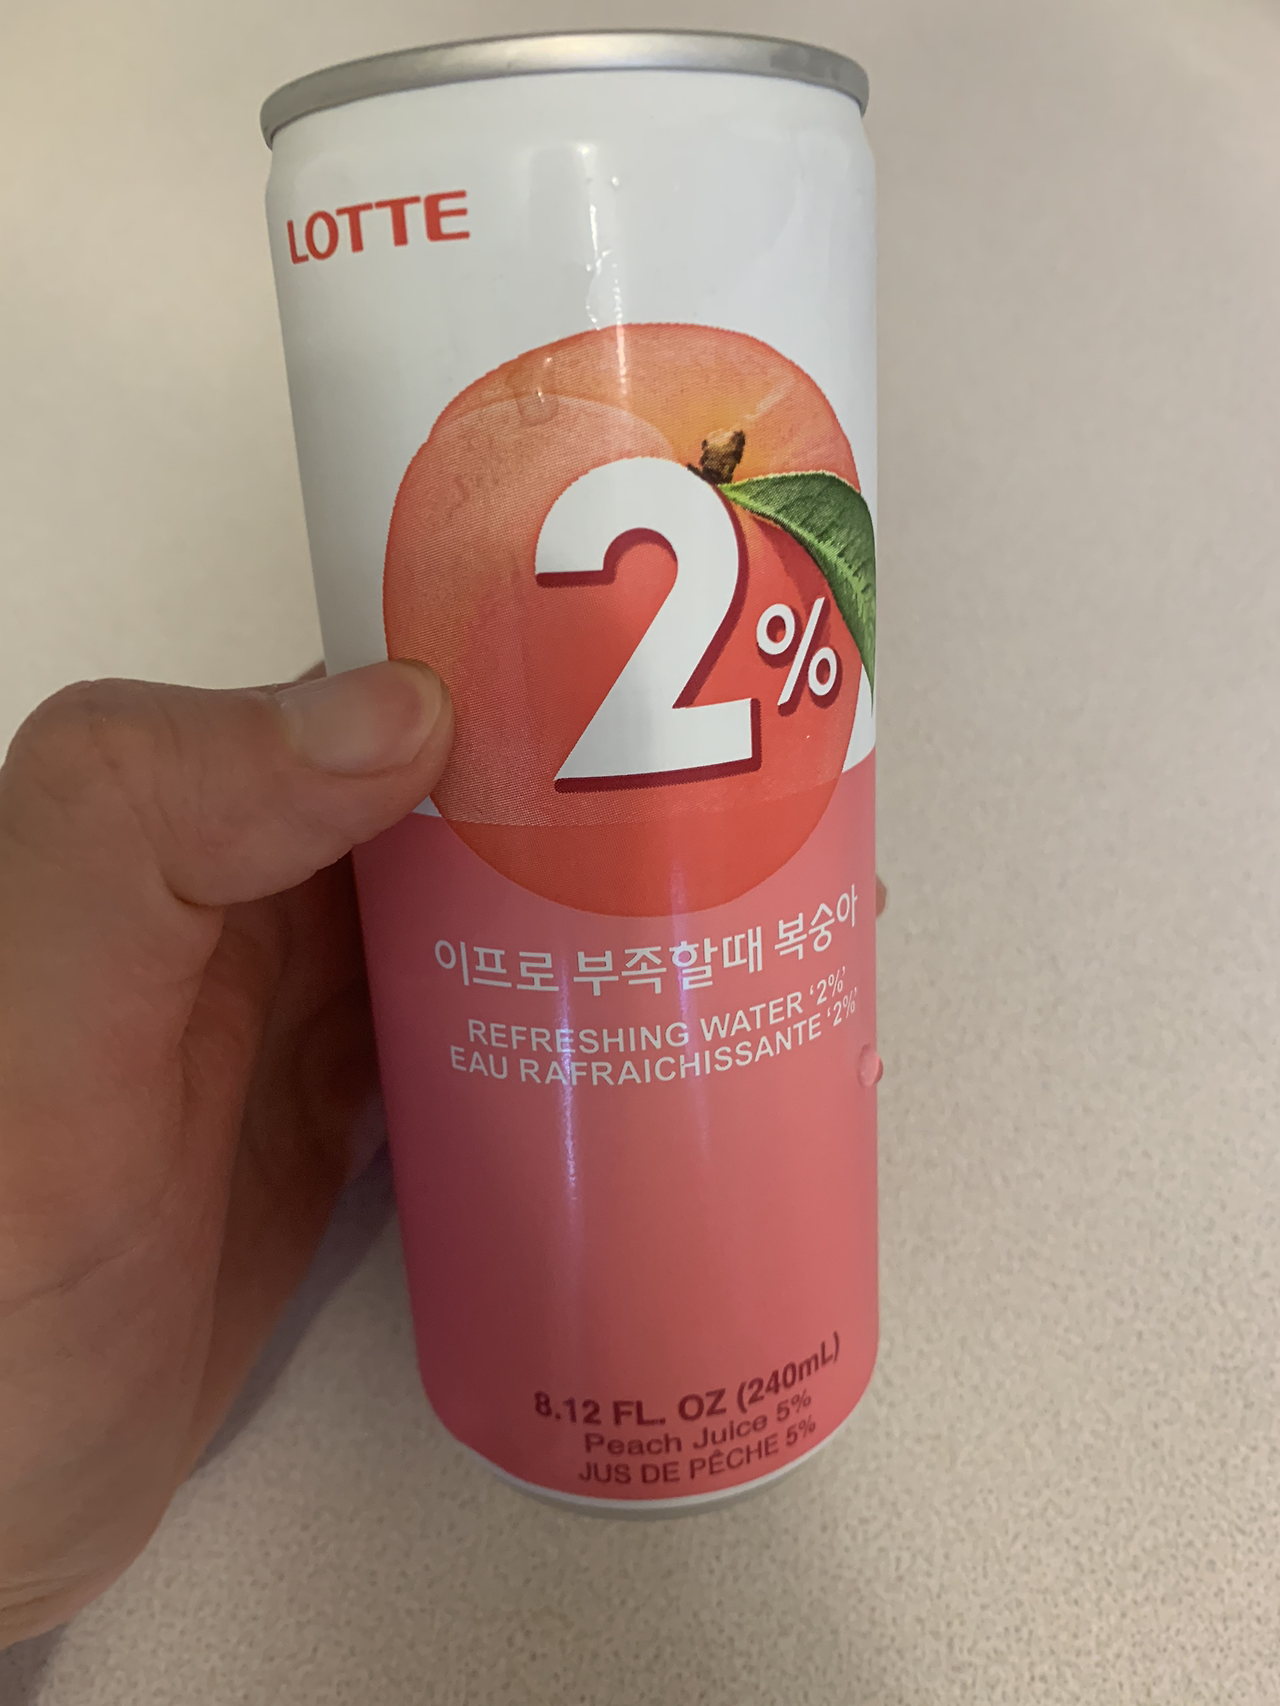 LOTTE
2%
이프로 부족할때 복숭아
REFRESHING WATER ‘2%’
EAU RAFRAICHISSANTE ‘2%’
8.12 FL. OZ (240mL)
Peach Juice 5%
JUS DE PÊCHE 5%